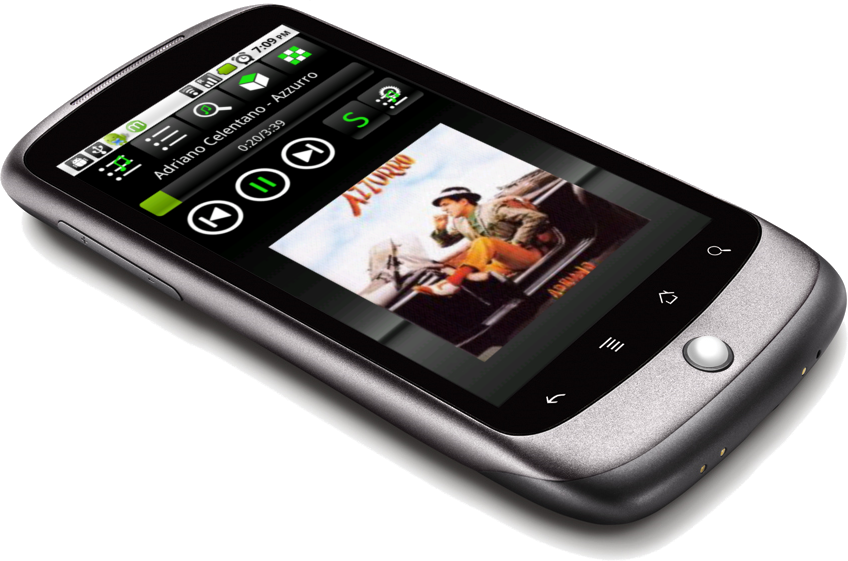 7:09 PM
Adriano Celentano - Azzurro
0:20/3:39
S
AZZURRO
ADRIANO